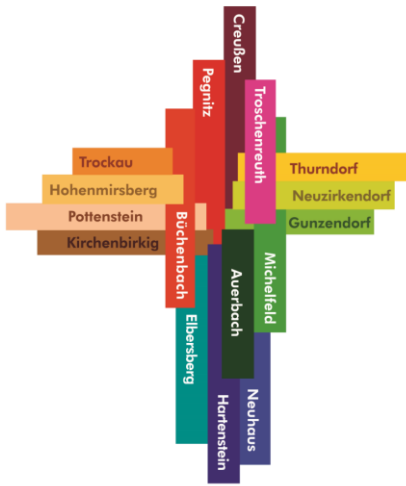 Creußen
Pegnitz
Troschenreuth
Trockau
Thurndorf
Hohenmirsberg
Neuzirkendorf
Pottenstein
Gunzendorf
Kirchenbirkig
Büchenbach
Michelfeld
Auerbach
Elbersberg
Neuhaus
Hartenstein